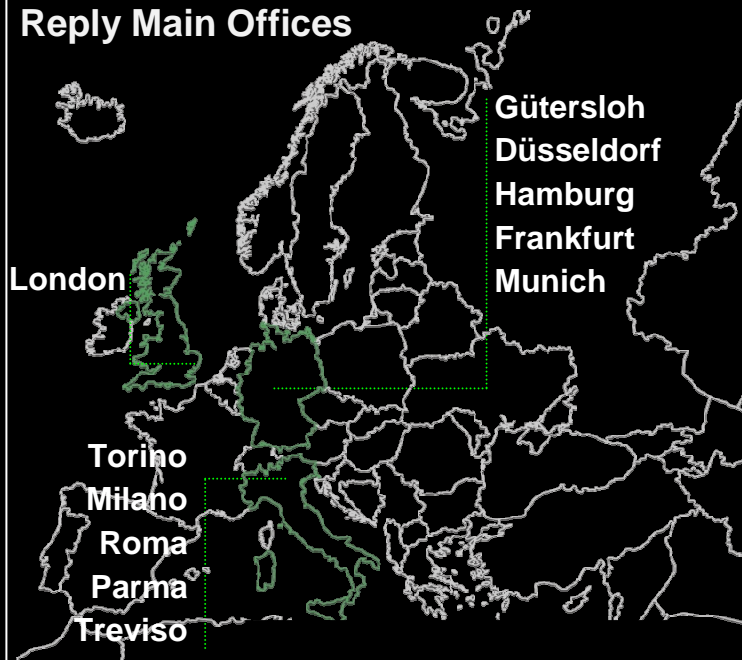 Reply Main Offices
Gütersloh
Düsseldorf
Hamburg
Frankfurt
Munich
London
Torino
Milano
Roma
Parma
Treviso